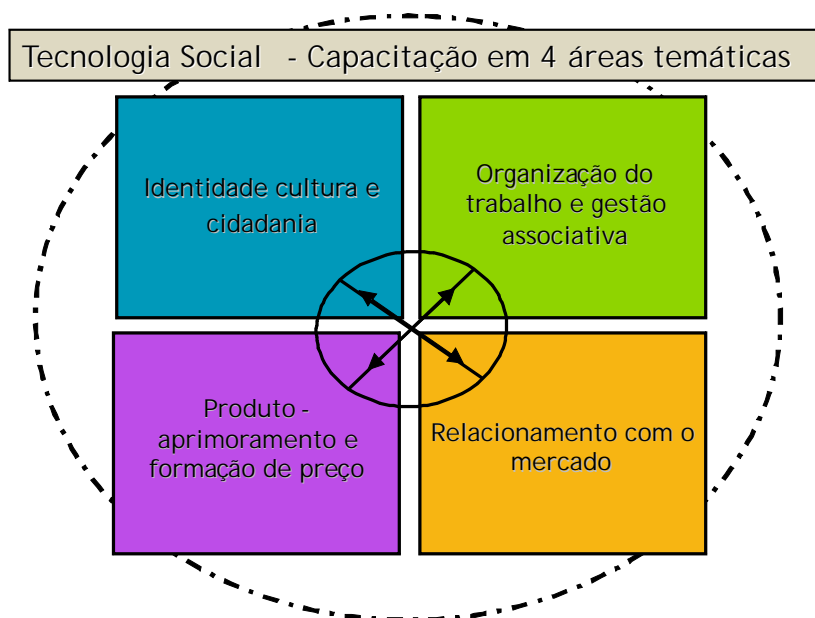 Tecnologia Social - Capacitação em 4 áreas temáticas
Identidade cultura e
cidadania
Organização do
trabalho e gestão
associativa
Produto -
aprimoramento e
formação de preço
Relacionamento com o
mercado